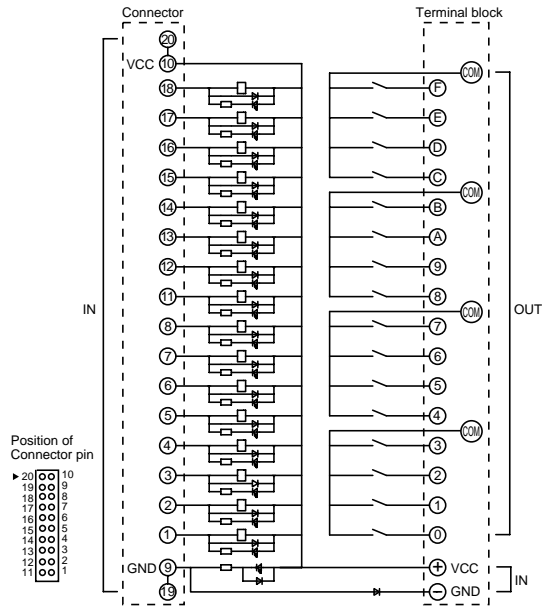 Connector Terminal block
20
VCC 10 COM
18 F
17 E
16 D
15 C
COM
14 B
13 A
12 9
11 8
IN OUT
COM
8 7
7 6
6 5
5 4
COM
4 3
3 2
2 1
1 0
GND 9 + VCC
IN
19 − GND
Position of
Connector pin
20 10
19 9
18 8
17 7
16 6
15 5
14 4
13 3
12 2
11 1